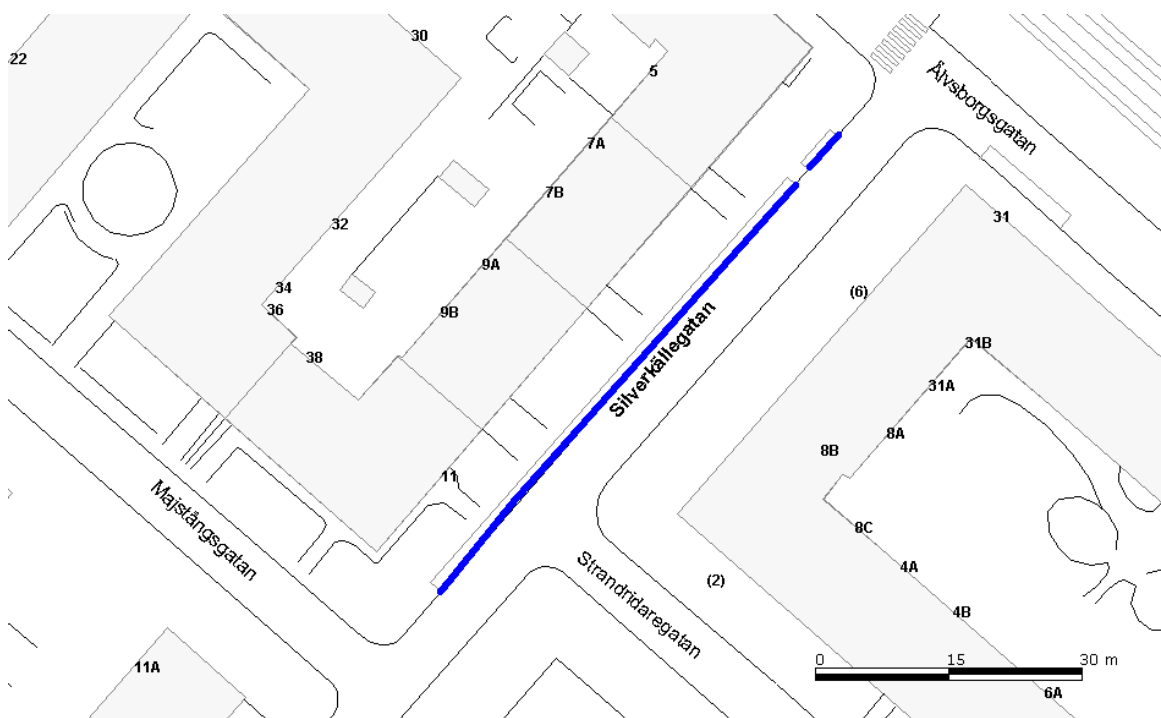 30
22
5
Älvsborgsgatan
7A
7B
31
32
9A
34
(6)
36
9B
Silverkällegatan
38
31B
31A
8A
8B
11
Majstångsgatan
8C
4A
(2)
Strandridaregatan
4B
11A
0 15 30 m
6A